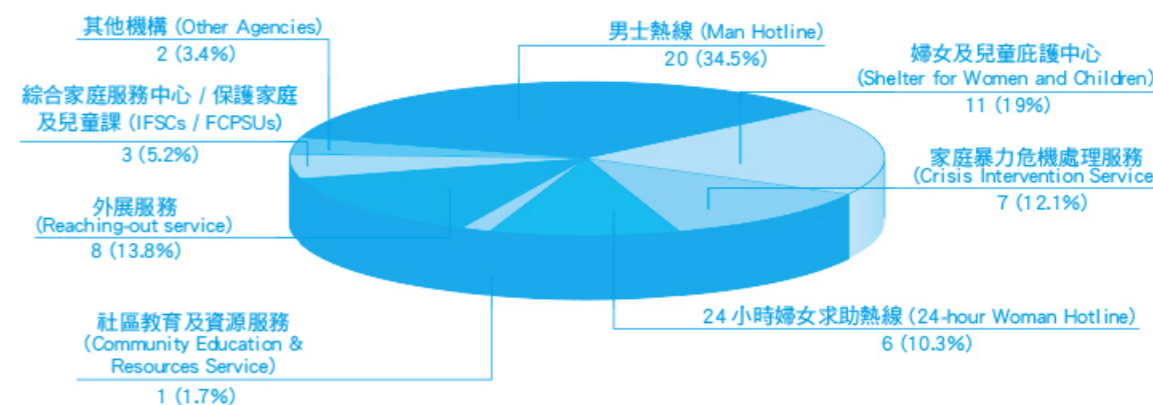 其他機構 (Other Agencies)
2 (3.4%)
男士熱線 (Man Hotline)
20 (34.5%)
婦女及兒童庇護中心
(Shelter for Women and Children)
11 (19%)
綜合家庭服務中心 / 保護家庭
及兒童課 (IFSCs / FCPSUs)
3 (5.2%)
家庭暴力危機處理服務
(Crisis Intervention Service
7 (12.1%)
外展服務
(Reaching-out service)
8 (13.8%)
24 小時婦女求助熱線 (24-hour Woman Hotline)
6 (10.3%)
社區教育及資源服務
(Community Education &
Resources Service)
1 (1.7%)